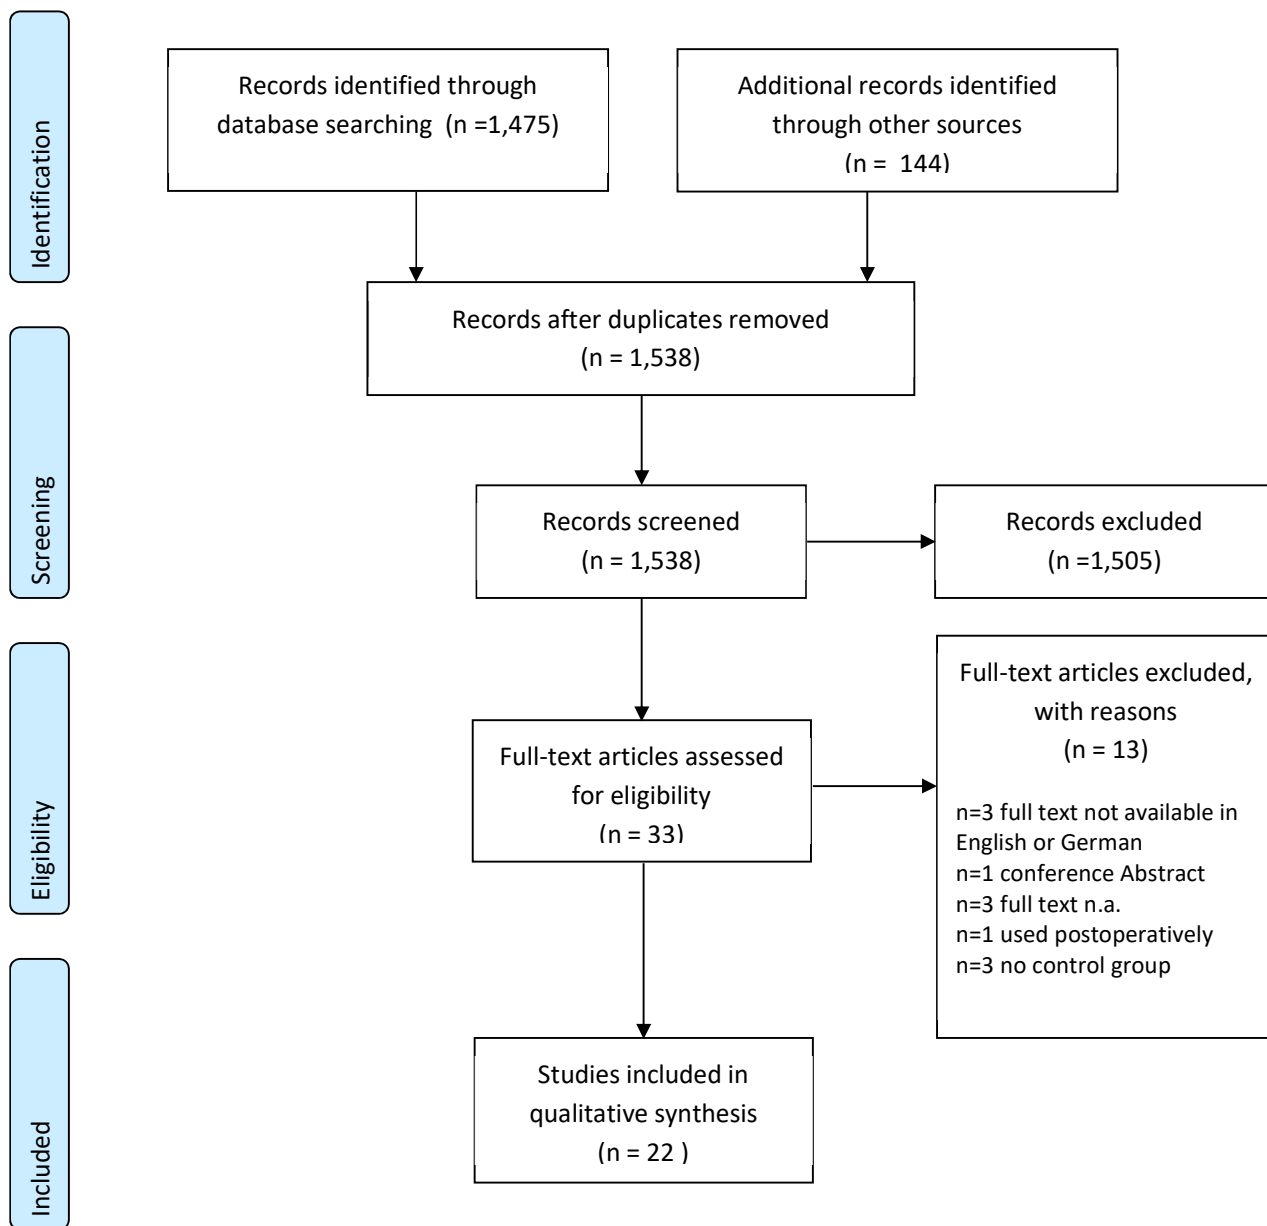 Identification
Records identified through
database searching (n =1,475)
Additional records identified
through other sources
(n = 144)
Records after duplicates removed
(n = 1,538)
Screening
Records screened
(n = 1,538)
Records excluded
(n =1,505)
Eligibility
Full-text articles assessed
for eligibility
(n = 33)
Full-text articles excluded,
with reasons
(n = 13)
n=3 full text not available in
English or German
n=1 conference Abstract
n=3 full text n.a.
n=1 used postoperatively
n=3 no control group
Included
Studies included in
qualitative synthesis
(n = 22 )